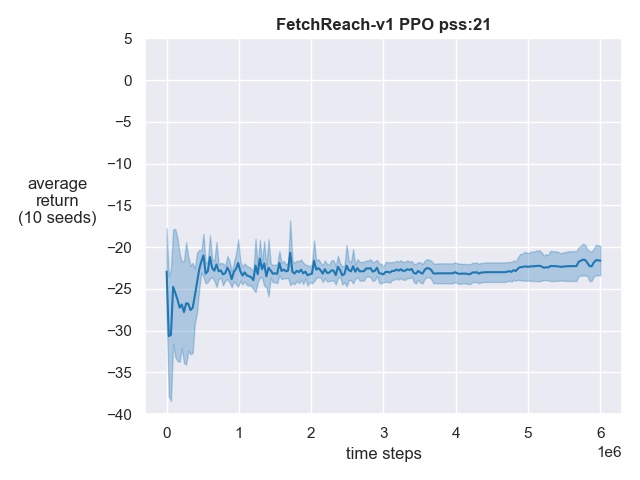 FetchReach-v1 PPO pss:21
5
0
−5
−10
−15
−20
−25
−30
−35
−40
average
return
(10 seeds)
0 1 2 3 4 5 6
time steps
1e6